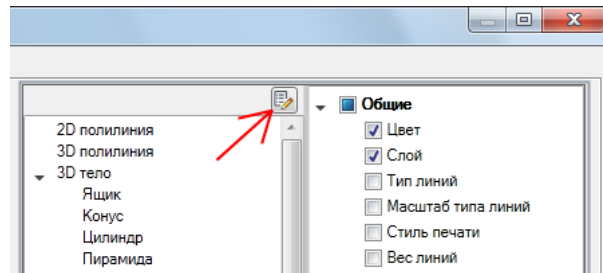 2D полилиния
3D полилиния
3D тело
Ящик
Конус
Цилиндр
Пирамида
Общие
Цвет
Слой
Тип линий
Масштаб типа линий
Стиль печати
Вес линий